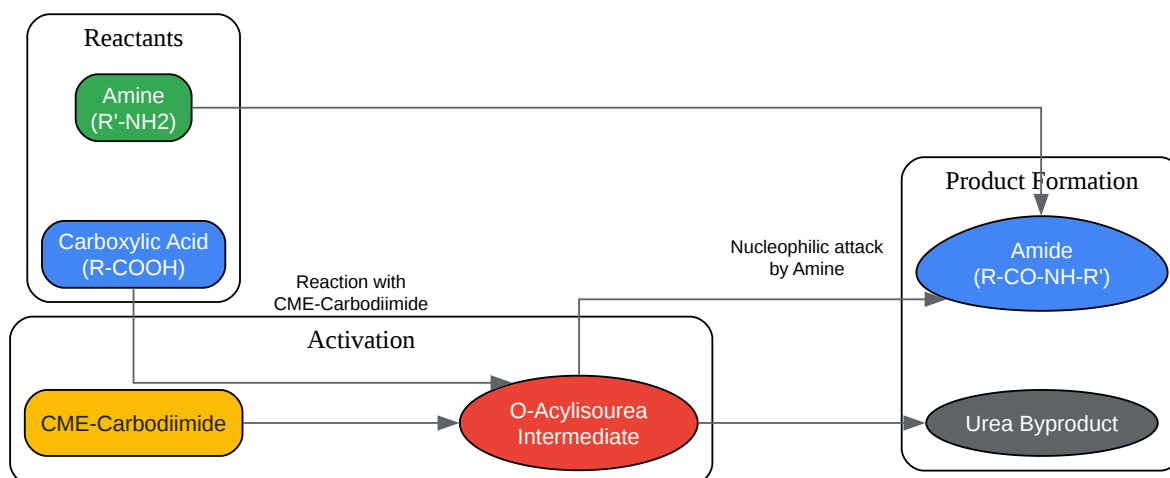 Reactants
Amine
(R'-NH2)
Carboxylic Acid
(R-COOH)
Reaction with
CME-Carbodiimide
Activation
CME-Carbodiimide
O-Acylisourea
Intermediate
Nucleophilic attack
by Amine
Product Formation
Amide
(R-CO-NH-R')
Urea Byproduct